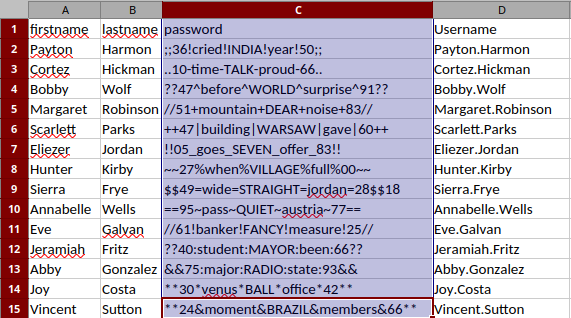 A B C D
1 firstname lastname password Username
2 Payton Harmon ;;36!cried!INDIA!year!50;; Payton.Harmon
3 Cortez Hickman ..10-time-TALK-proud-66.. Cortez.Hickman
4 Bobby Wolf ??47^before^WORLD^surprise^91?? Bobby.Wolf
5 Margaret Robinson //51+mountain+DEAR+noise+83// Margaret.Robinson
6 Scarlett Parks ++47|building|WARSAW|gave|60++ Scarlett.Parks
7 Eliezer Jordan !!05_goes_SEVEN_offer_83!! Eliezer.Jordan
8 Hunter Kirby ~~27%when%VILLAGE%full%00~~ Hunter.Kirby
9 Sierra Frye $$49=wide=STRAIGHT=jordan=28$$18 Sierra.Frye
10 Annabelle Wells ==95~pass~QUIET~austria~77== Annabelle.Wells
11 Eve Galvan //61!banker!FANCY!measure!25// Eve.Galvan
12 Jeramiah Fritz ??40:student:MAYOR:been:66?? Jeramiah.Fritz
13 Abby Gonzalez &&75:major:RADIO:state:93&& Abby.Gonzalez
14 Joy Costa **30*venus*BALL*office*42** Joy.Costa
15 Vincent Sutton **24&moment&BRAZIL&members&66** Vincent.Sutton